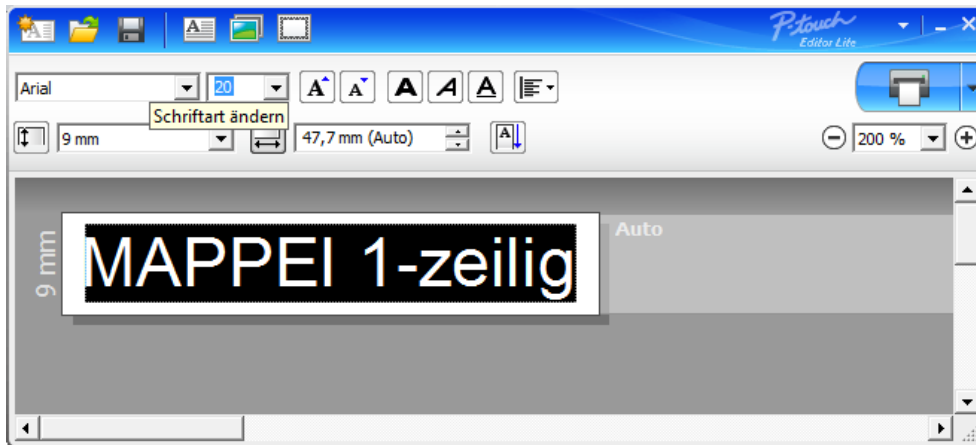 P-touch
Editor Lite
Arial
20
A A A A A
Schriftart ändern
9 mm
47,7 mm (Auto)
A
200 %
9 mm
MAPPEI 1-zeilig
Auto